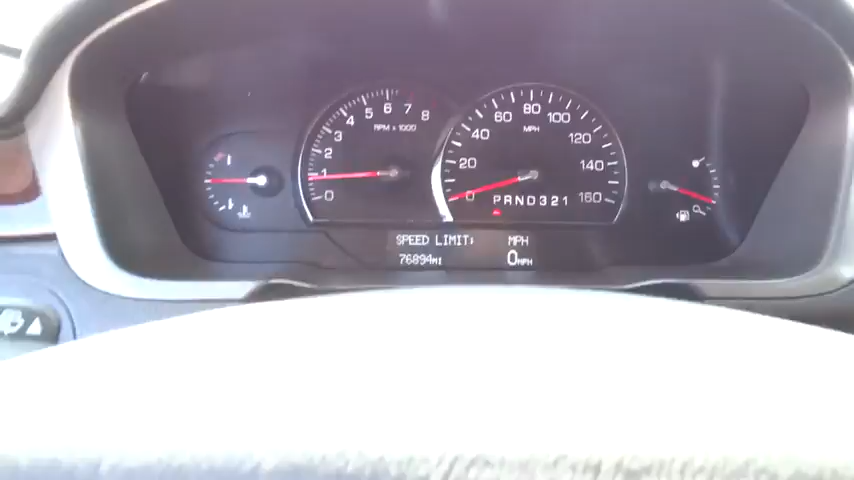 0 1 2 3 4 5 6 7 8
RPM x 1000
0 20 40 60 80 100 120 140 160
MPH
PRND321
SPEED LIMIT: MPH
76894MI 0MPH